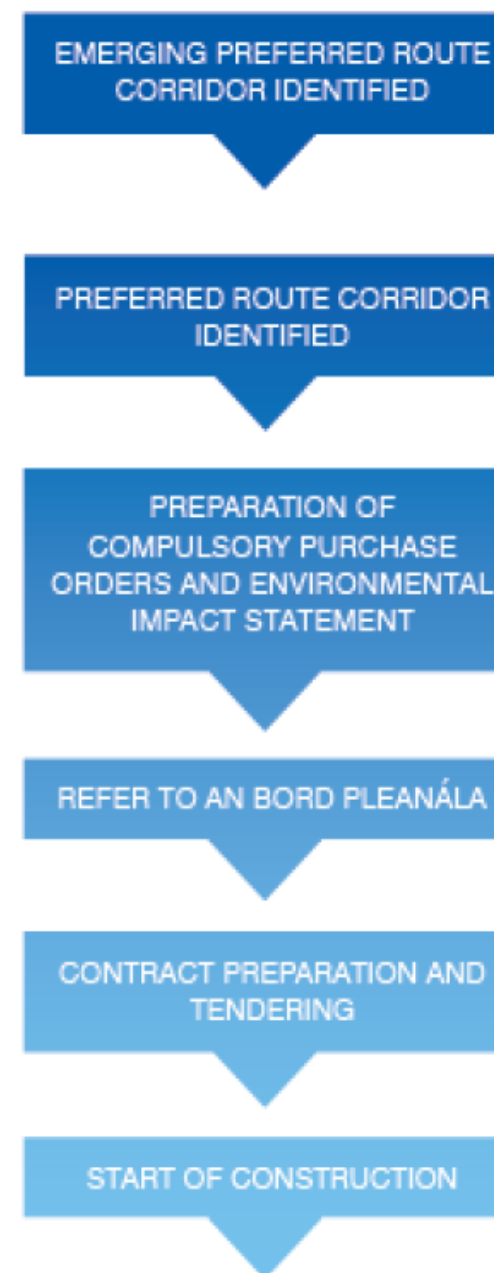 EMERGING PREFERRED ROUTE
CORRIDOR IDENTIFIED
PREFERRED ROUTE CORRIDOR
IDENTIFIED
PREPARATION OF
COMPULSORY PURCHASE
ORDERS AND ENVIRONMENTAL
IMPACT STATEMENT
REFER TO AN BORD PLEANÁLA
CONTRACT PREPARATION AND
TENDERING
START OF CONSTRUCTION